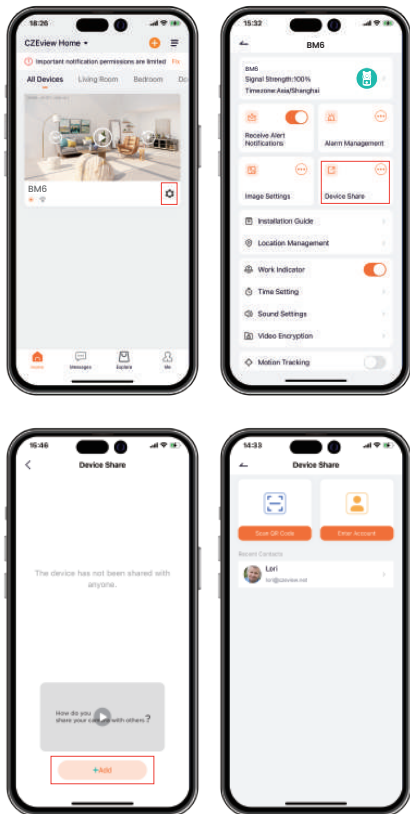 18:26
CZEview Home
Important notification permissions are limited Fix
All Devices Living Room Bedroom
BM6
Home Messages Explore Me
15:32
BM6
BM6
Signal Strength:100%
Timezone:Asia/Shanghai
Receive Alert
Notifications
Alarm Management
Image Settings
Device Share
Installation Guide
Location Management
Work Indicator
Time Setting
Sound Settings
Video Encryption
Motion Tracking
15:46
Device Share
The device has not been shared with
anyone.
How do you
share your camera with others ?
+Add
14:33
Device Share
Scan QR Code
Enter Account
Recent Contacts
Lori
lori@czeview.net